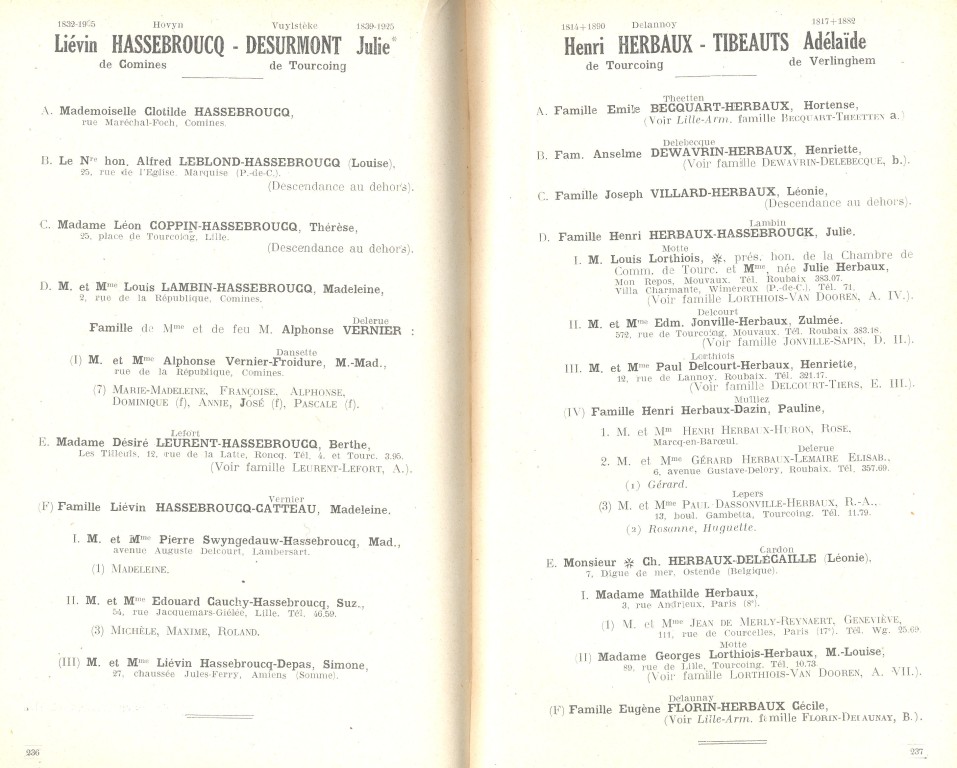 1832-1905 Hovyn Vuylstèke 1839-1925
Liévin HASSEBROUCQ - DESURMONT Julie*
de Comines de Tourcoing
A. Mademoiselle Clotilde HASSEBROUCQ,
rue Maréchal-Foch, Comines.
B. Le Nre hon. Alfred LEBLOND-HASSEBROUCQ (Louise),
25, rue de l'Eglise, Marquise (P.-de-C.).
(Descendance au dehors).
C. Madame Léon COPPIN-HASSEBROUCQ, Thérèse,
25, place de Tourcoing, Lille.
(Descendance au dehors).
D. M. et Mme Louis LAMBIN-HASSEBROUCQ, Madeleine,
2, rue de la République, Comines.
Delerue
Famille de Mme et de feu M. Alphonse VERNIER :
Dansette
(I) M. et Mme Alphonse Vernier-Froidure, M.-Mad.,
rue de la République, Comines.
(7) MARIE-MADELEINE, FRANÇOISE, ALPHONSE,
DOMINIQUE (f), ANNIE, JOSÉ (f), PASCALE (f).
Lefort
E. Madame Désiré LEURENT-HASSEBROUCQ, Berthe,
Les Tilleuls, 12, rue de la Latte, Roncq. Tél. 4, et Tourc. 3.95.
(Voir famille LEURENT-LEFORT, A.).
Vernier
(F) Famille Liévin HASSEBROUCQ-CATTEAU, Madeleine.
I. M. et Mme Pierre Swyngedauw-Hassebroucq, Mad.,
avenue Auguste Delcourt, Lambersart.
(1) MADELEINE.
II. M. et Mme Edouard Cauchy-Hassebroucq, Suz.,
54, rue Jacquemars-Giélée, Lille. Tél. 46.59.
(3) MICHÈLE, MAXIME, ROLAND.
(III) M. et Mme Liévin Hassebroucq-Depas, Simone,
27, chaussée Jules-Ferry, Amiens (Somme).
236
1814+1890 Delannoy 1817+1882
Henri HERBAUX - TIBEAUTS Adélaïde
de Tourcoing de Verlinghem
Theetten
A. Famille Emile BECQUART-HERBAUX, Hortense,
(Voir Lille-Arm. famille BECQUART-THEETTEN a.)
Delebecque
B. Fam. Anselme DEWAVRIN-HERBAUX, Henriette,
(Voir famille DEWAVRIN-DELEBECQUE, b.).
C. Famille Joseph VILLARD-HERBAUX, Léonie,
(Descendance au dehors).
Lambin
D. Famille Henri HERBAUX-HASSEBROUCK, Julie.
Motte
I. M. Louis Lorthiois, ✻, prés. hon. de la Chambre de
Comm. de Tourc. et Mme, née Julie Herbaux,
Mon Repos, Mouvaux. Tél. Roubaix 383.07.
Villa Charmante, Wimereux (P.-de-C.). Tél. 71.
(Voir famille LORTHIOIS-VAN DOOREN, A. IV.).
Delcourt
II. M. et Mme Edm. Jonville-Herbaux, Zulmée.
572, rue de Tourcoing, Mouvaux. Tél. Roubaix 383.18.
(Voir famille JONVILLE-SAPIN, D. II.).
Lorthiois
III. M. et Mme Paul Delcourt-Herbaux, Henriette,
12, rue de Lannoy, Roubaix. Tél. 321.17.
(Voir famille DELCOURT-TIERS, E. III.).
Mulliez
(IV) Famille Henri Herbaux-Dazin, Pauline,
1. M. et Mm HENRI HERBAUX-HURON, ROSE,
Marcq-en-Barœul.
Delerue
2. M. et Mme GÉRARD HERBAUX-LEMAIRE ELISAB.,
6, avenue Gustave-Delory, Roubaix. Tél. 357.69.
(1) Gérard.
Lepers
(3) M. et Mme PAUL DASSONVILLE-HERBAUX, R.-A..,
13, boul. Gambetta, Tourcoing. Tél. 11.79.
(2) Rosanne, Huguette.
Cardon
E. Monsieur ✻ Ch. HERBAUX-DELÉCAILLE (Léonie),
7, Digue de mer, Ostende (Belgique).
I. Madame Mathilde Herbaux,
3, rue Andrieux, Paris (8e).
(1) M. et Mme JEAN DE MERLY-REYNAERT, GENEVIÈVE,
111, rue de Courcelles, Paris (17e). Tél. Wg. 25.69.
Motte
(II) Madame Georges Lorthiois-Herbaux, M.-Louise,
89, rue de Lille, Tourcoing. Tél. 10.73.
(Voir famille LORTHIOIS-VAN DOOREN, A. VII.).
Delaunay
(F) Famille Eugène FLORIN-HERBAUX Cécile,
(Voir Lille-Arm. famille FLORIN-DELAUNAY, B.).
237